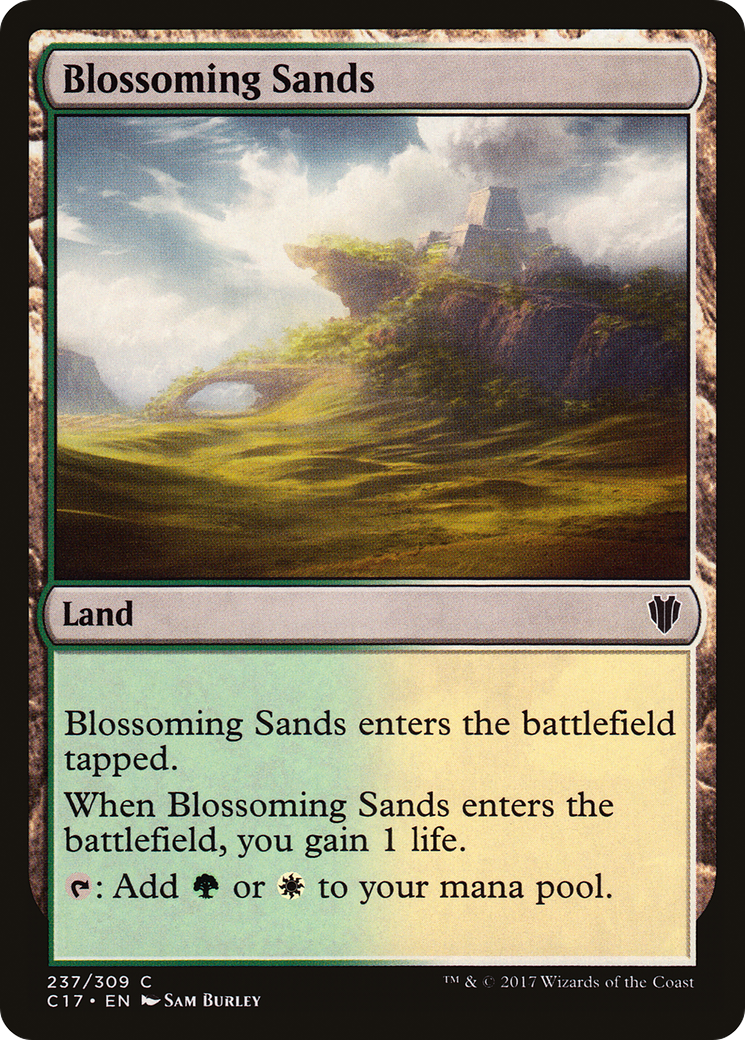 Blossoming Sands
Land
Blossoming Sands enters the battlefield
tapped.
When Blossoming Sands enters the
battlefield, you gain 1 life.
: Add or to your mana pool.
237/309 C
™ & © 2017 Wizards of the Coast
C17 • EN Sam Burley